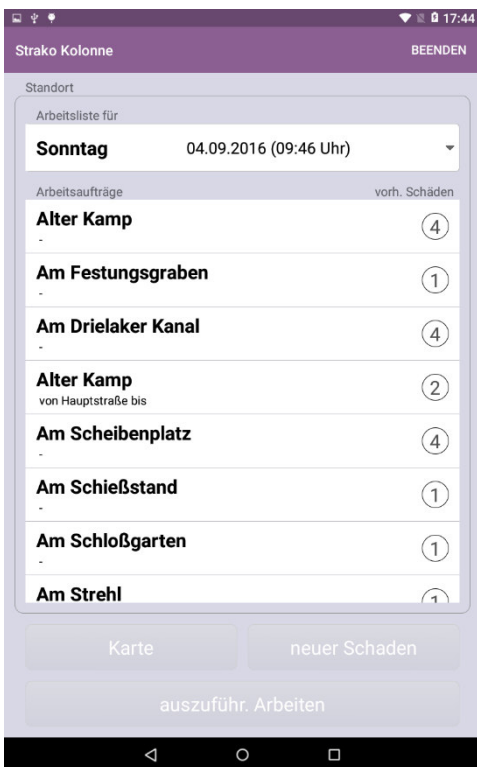 17:44
Strako Kolonne BEENDEN
Standort
Arbeitsliste für
Sonntag 04.09.2016 (09:46 Uhr)
Arbeitsaufträge vorh. Schäden
Alter Kamp 4
-
Am Festungsgraben 1
-
Am Drielaker Kanal 4
-
Alter Kamp 2
von Hauptstraße bis
Am Scheibenplatz 4
-
Am Schießstand 1
-
Am Schloßgarten 1
-
Am Strehl 1
Karte neuer Schaden
auszuführ. Arbeiten